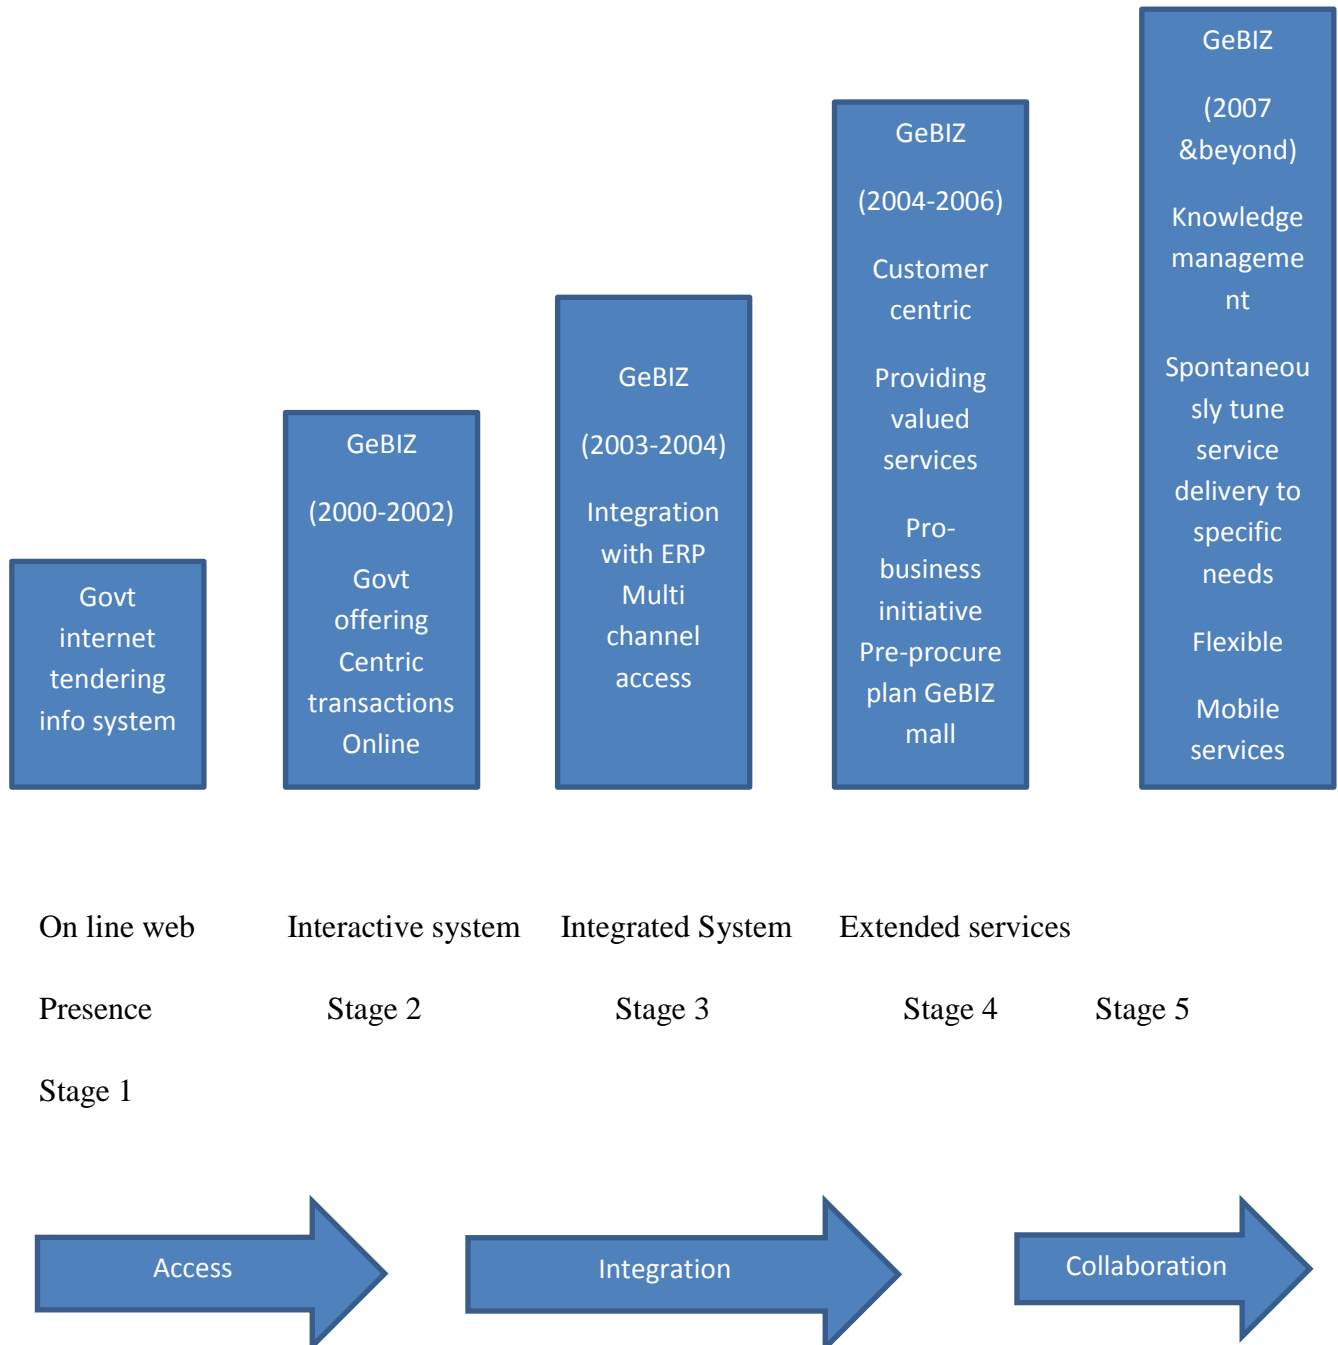 Govt
internet
tendering
info system
GeBIZ
(2000-2002)
Govt
offering
Centric
transactions
Online
GeBIZ
(2003-2004)
Integration
with ERP
Multi
channel
access
GeBIZ
(2004-2006)
Customer
centric
Providing
valued
services
Pro-
business
initiative
Pre-procure
plan GeBIZ
mall
GeBIZ
(2007
&beyond)
Knowledge
manageme
nt
Spontaneou
sly tune
service
delivery to
specific
needs
Flexible
Mobile
services
On line web Interactive system Integrated System Extended services
Presence Stage 2 Stage 3 Stage 4 Stage 5
Stage 1
Access
Integration
Collaboration